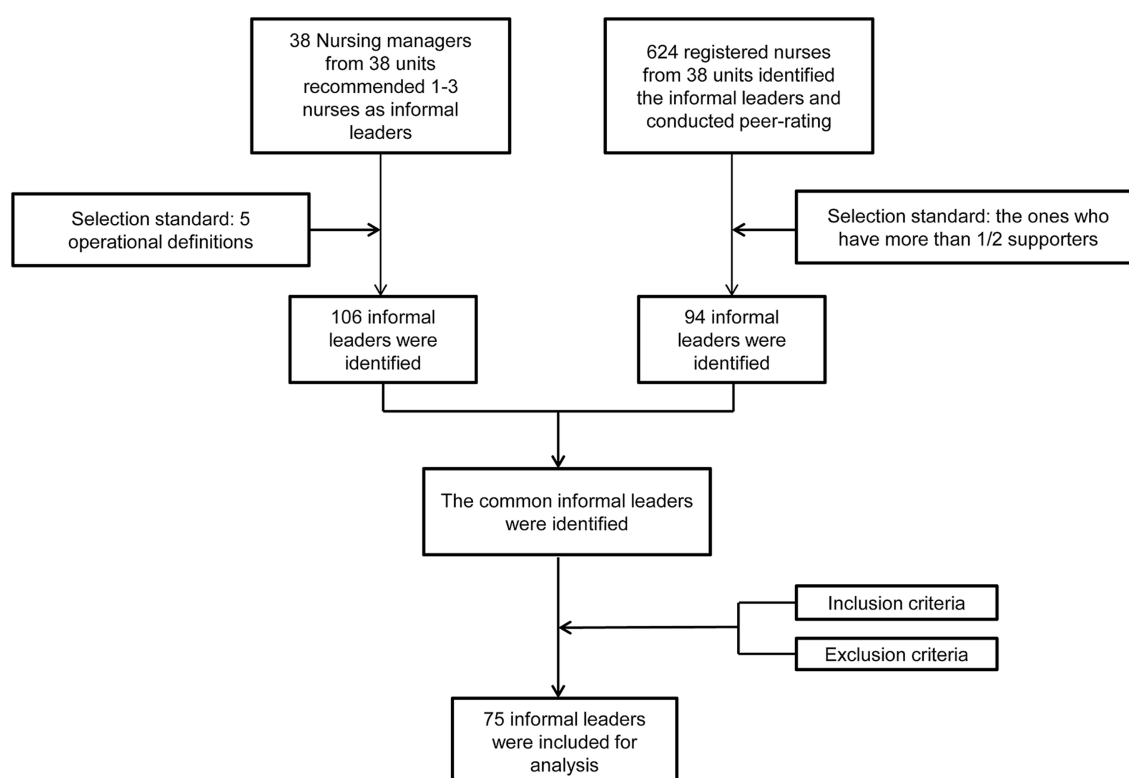 38 Nursing managers
from 38 units
recommended 1-3
nurses as informal
leaders
624 registered nurses
from 38 units identified
the informal leaders and
conducted peer-rating
Selection standard: 5
operational definitions
Selection standard: the ones who
have more than 1/2 supporters
106 informal
leaders were
identified
94 informal
leaders were
identified
The common informal leaders
were identified
Inclusion criteria
Exclusion criteria
75 informal leaders
were included for
analysis